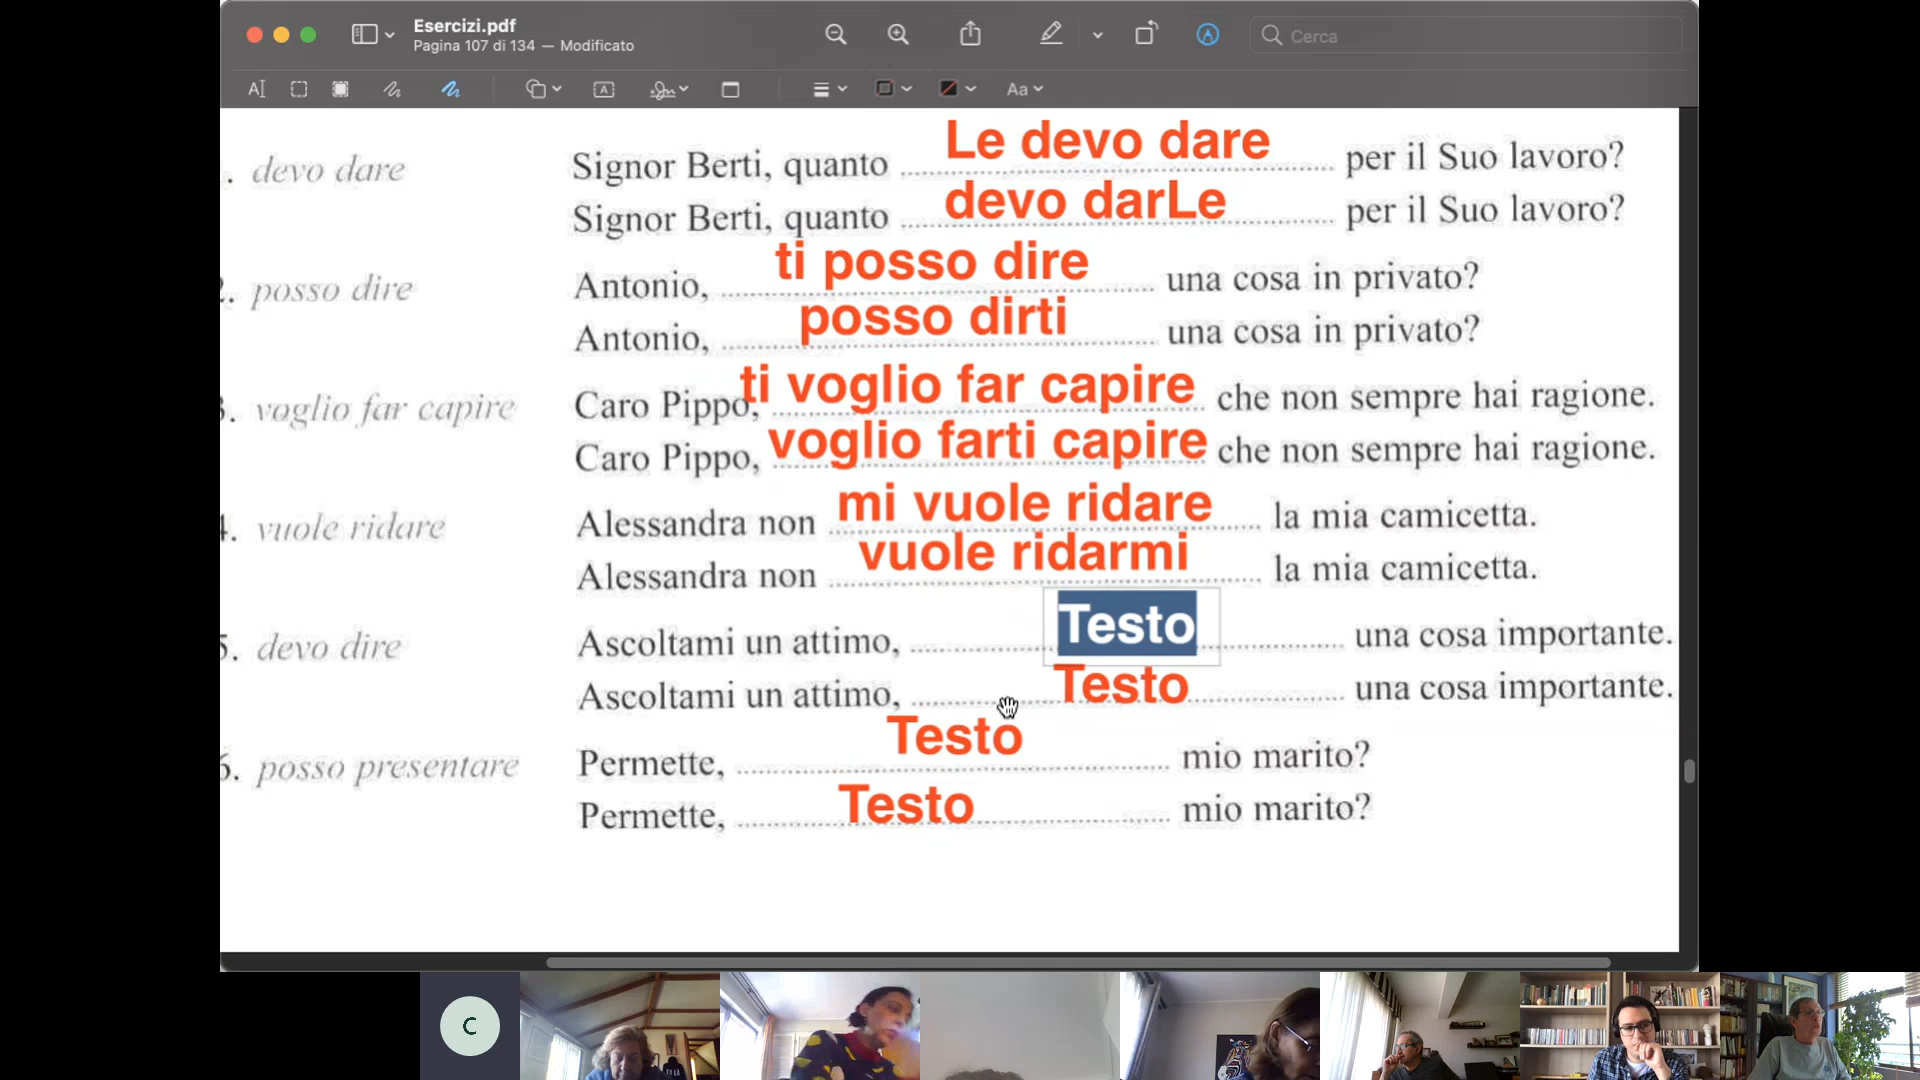 Esercizi.pdf
Pagina 107 di 134 — Modificato
Cerca
Aa
1. devo dare Signor Berti, quanto Le devo dare per il Suo lavoro?
Signor Berti, quanto devo darLe per il Suo lavoro?
2. posso dire Antonio, ti posso dire una cosa in privato?
Antonio, posso dirti una cosa in privato?
3. voglio far capire Caro Pippo, ti voglio far capire che non sempre hai ragione.
Caro Pippo, voglio farti capire che non sempre hai ragione.
4. vuole ridare Alessandra non mi vuole ridare la mia camicetta.
Alessandra non vuole ridarmi la mia camicetta.
5. devo dire Ascoltami un attimo, Testo una cosa importante.
Ascoltami un attimo, Testo una cosa importante.
6. posso presentare Permette, Testo mio marito?
Permette, Testo mio marito?
C